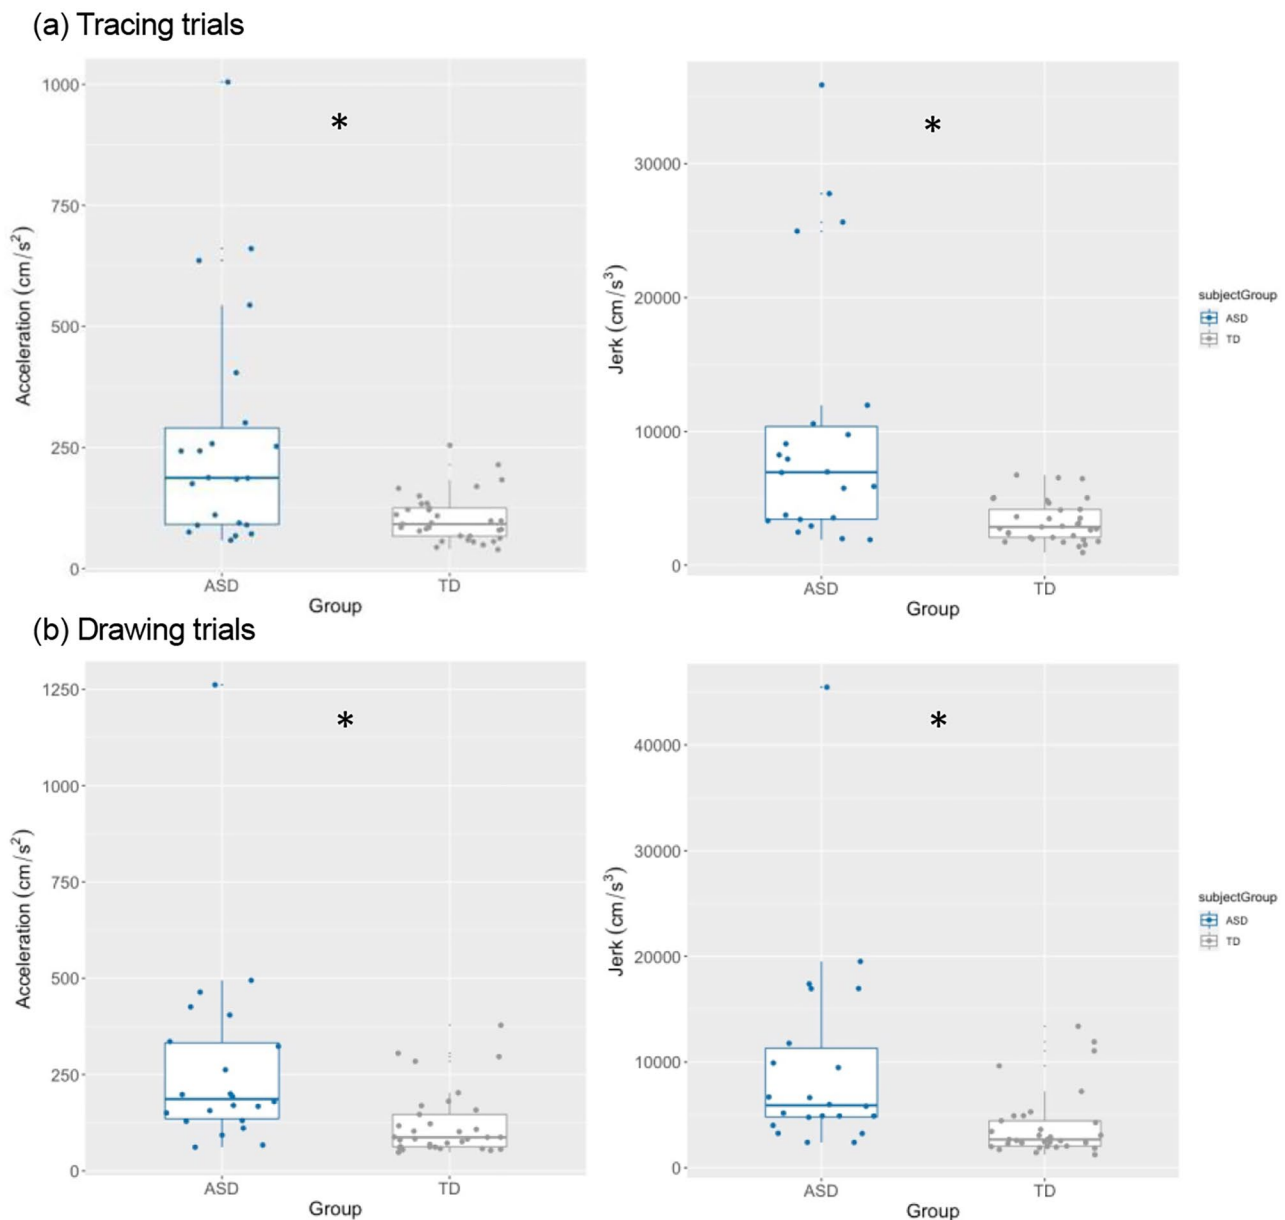 (a) Tracing trials
Acceleration (cm/s²)
1000
750
500
250
0
*
ASD
TD
Group
Jerk (cm/s³)
30000
20000
10000
0
*
ASD
TD
Group
subjectGroup
ASD
TD
(b) Drawing trials
Acceleration (cm/s²)
1250
1000
750
500
250
0
*
ASD
TD
Group
Jerk (cm/s³)
40000
30000
20000
10000
0
*
ASD
TD
Group
subjectGroup
ASD
TD